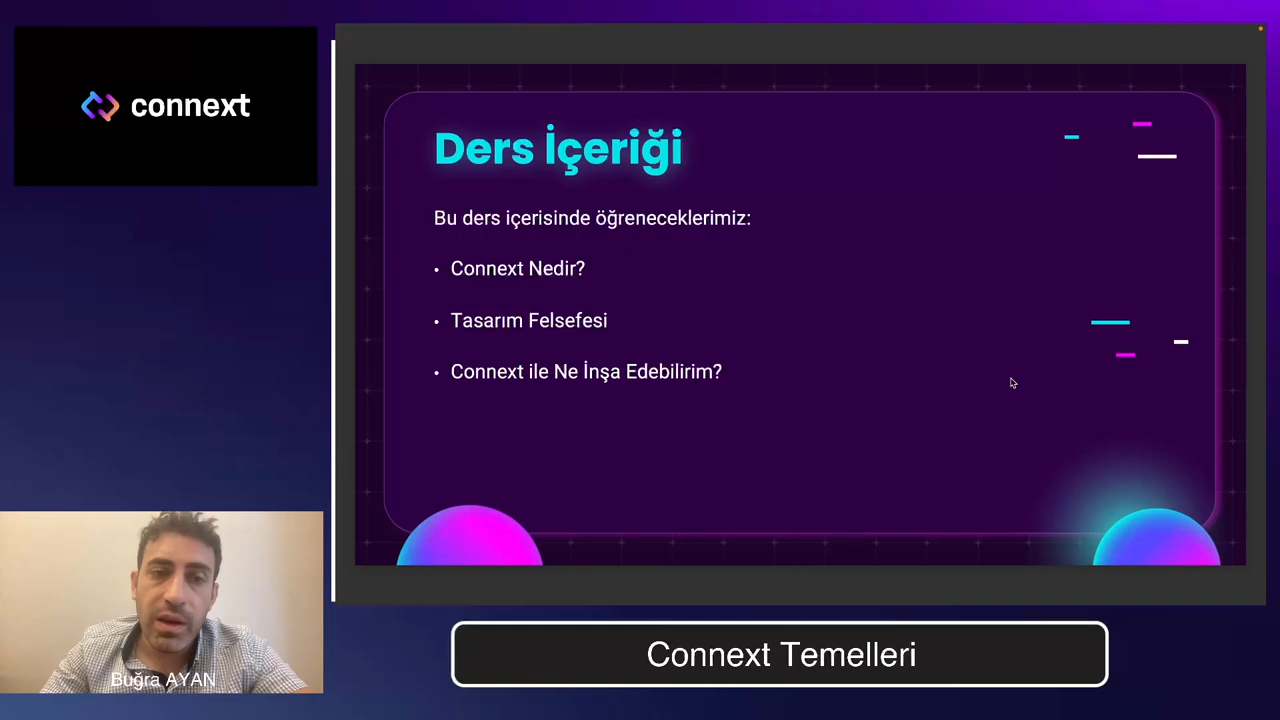 connext
Ders İçeriği
Bu ders içerisinde öğreneceklerimiz:
• Connext Nedir?
• Tasarım Felsefesi
• Connext ile Ne İnşa Edebilirim?
Buğra AYAN
Connext Temelleri